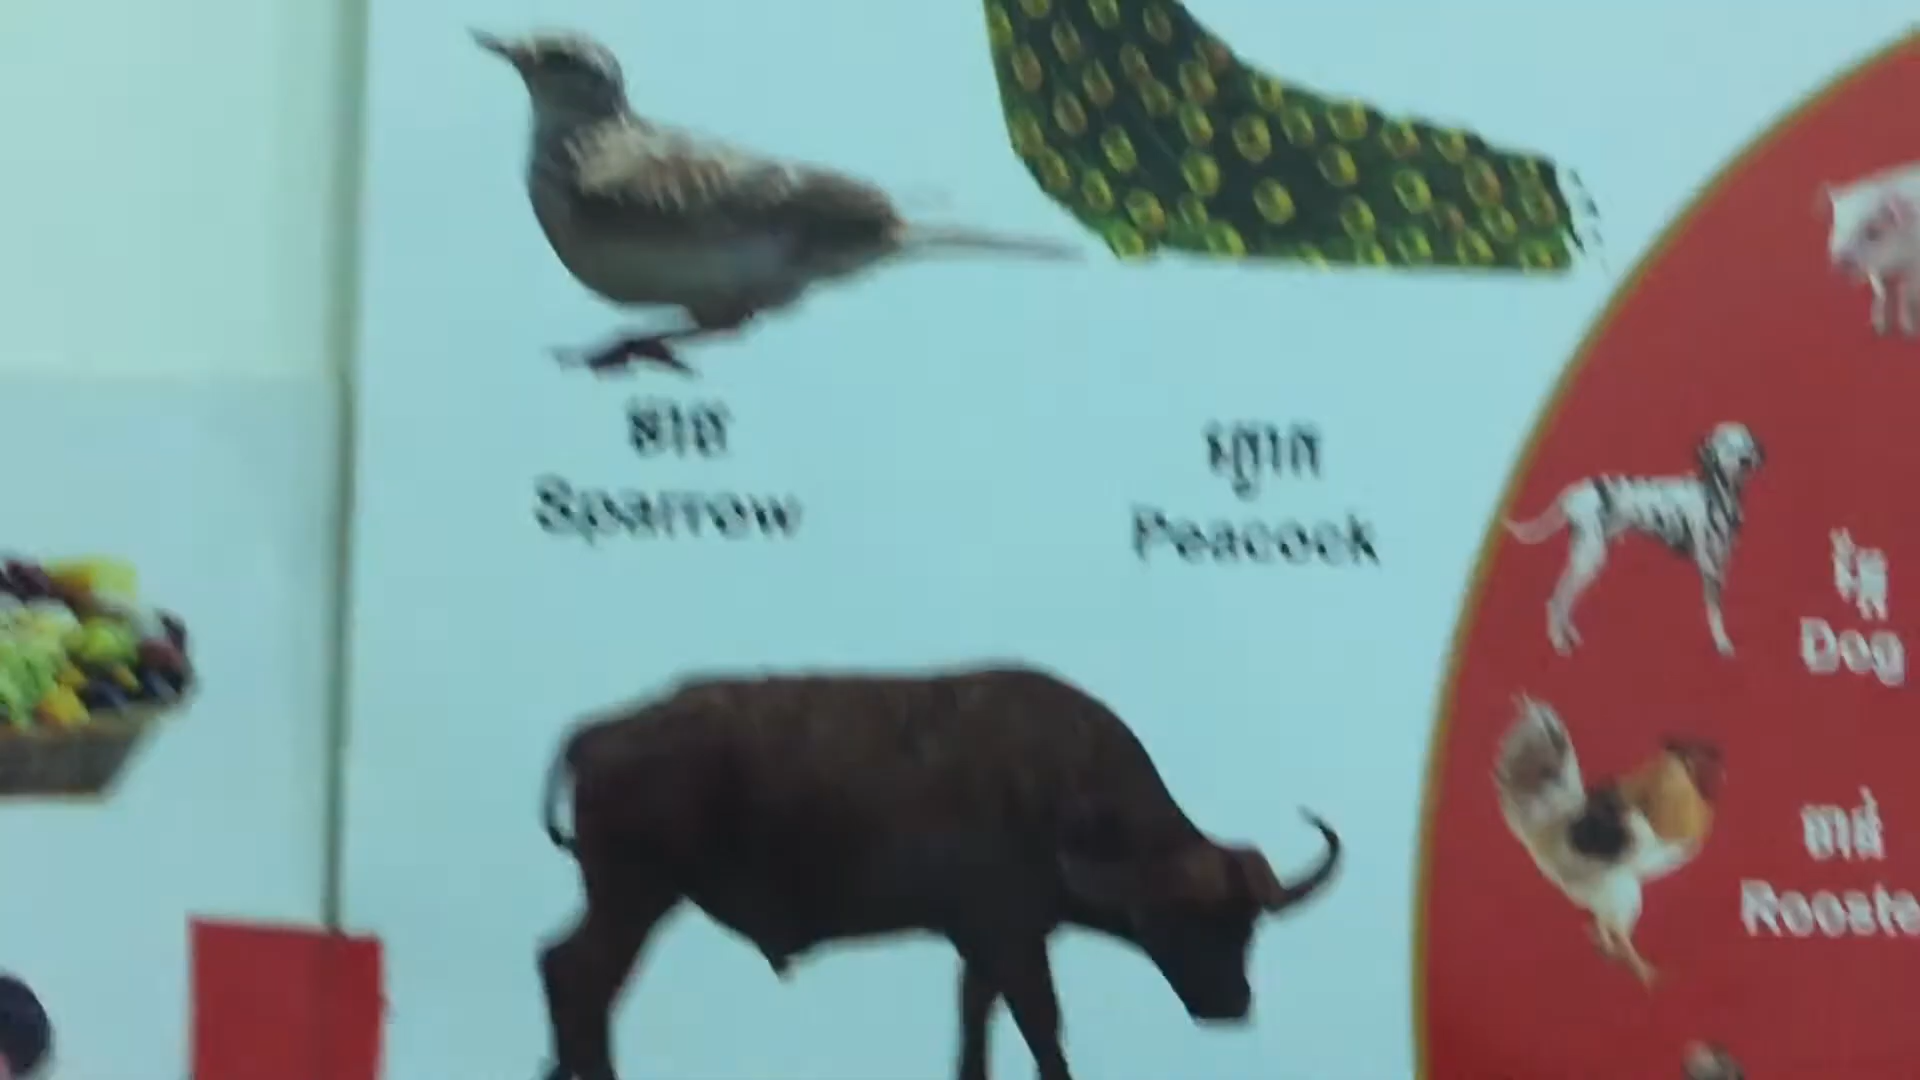 ចាប
Sparrow
ក្ងោក
Peacock
ឆ្កែ
Dog
មាន់
Rooste